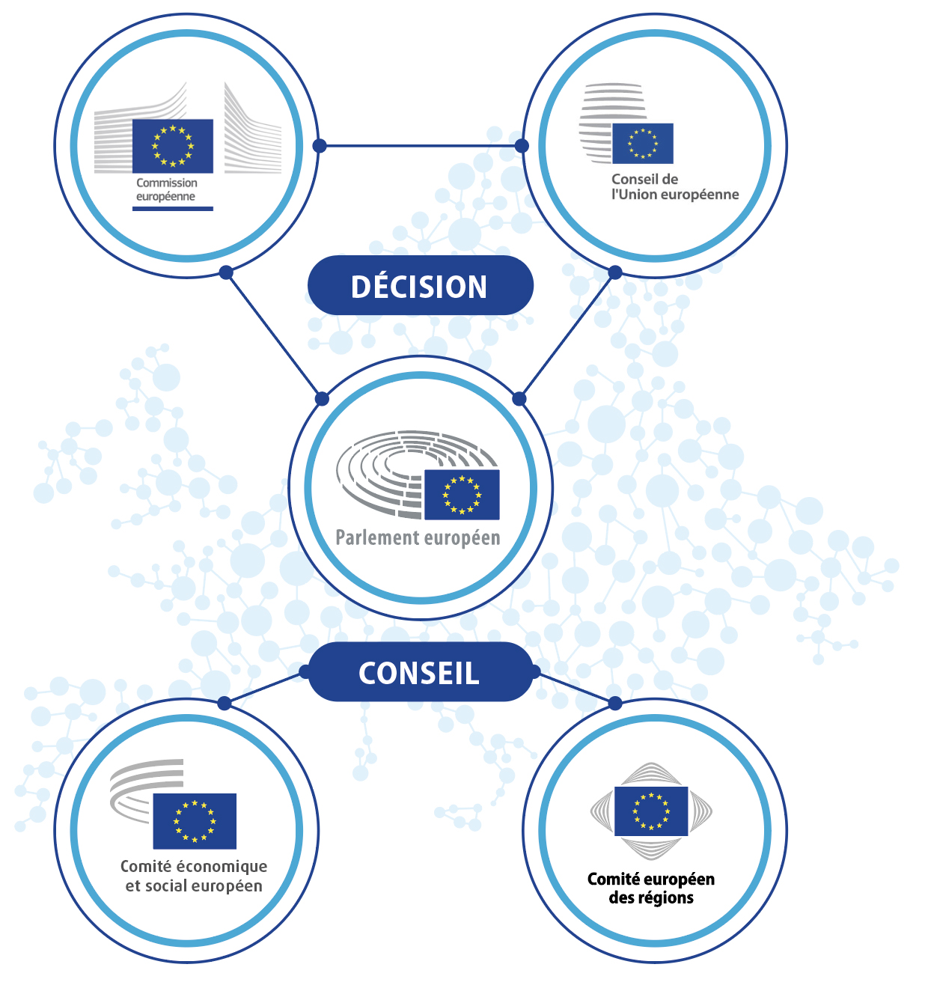 Commission
européenne
Conseil de
l'Union européenne
DÉCISION
Parlement européen
CONSEIL
Comité économique
et social européen
Comité européen
des régions